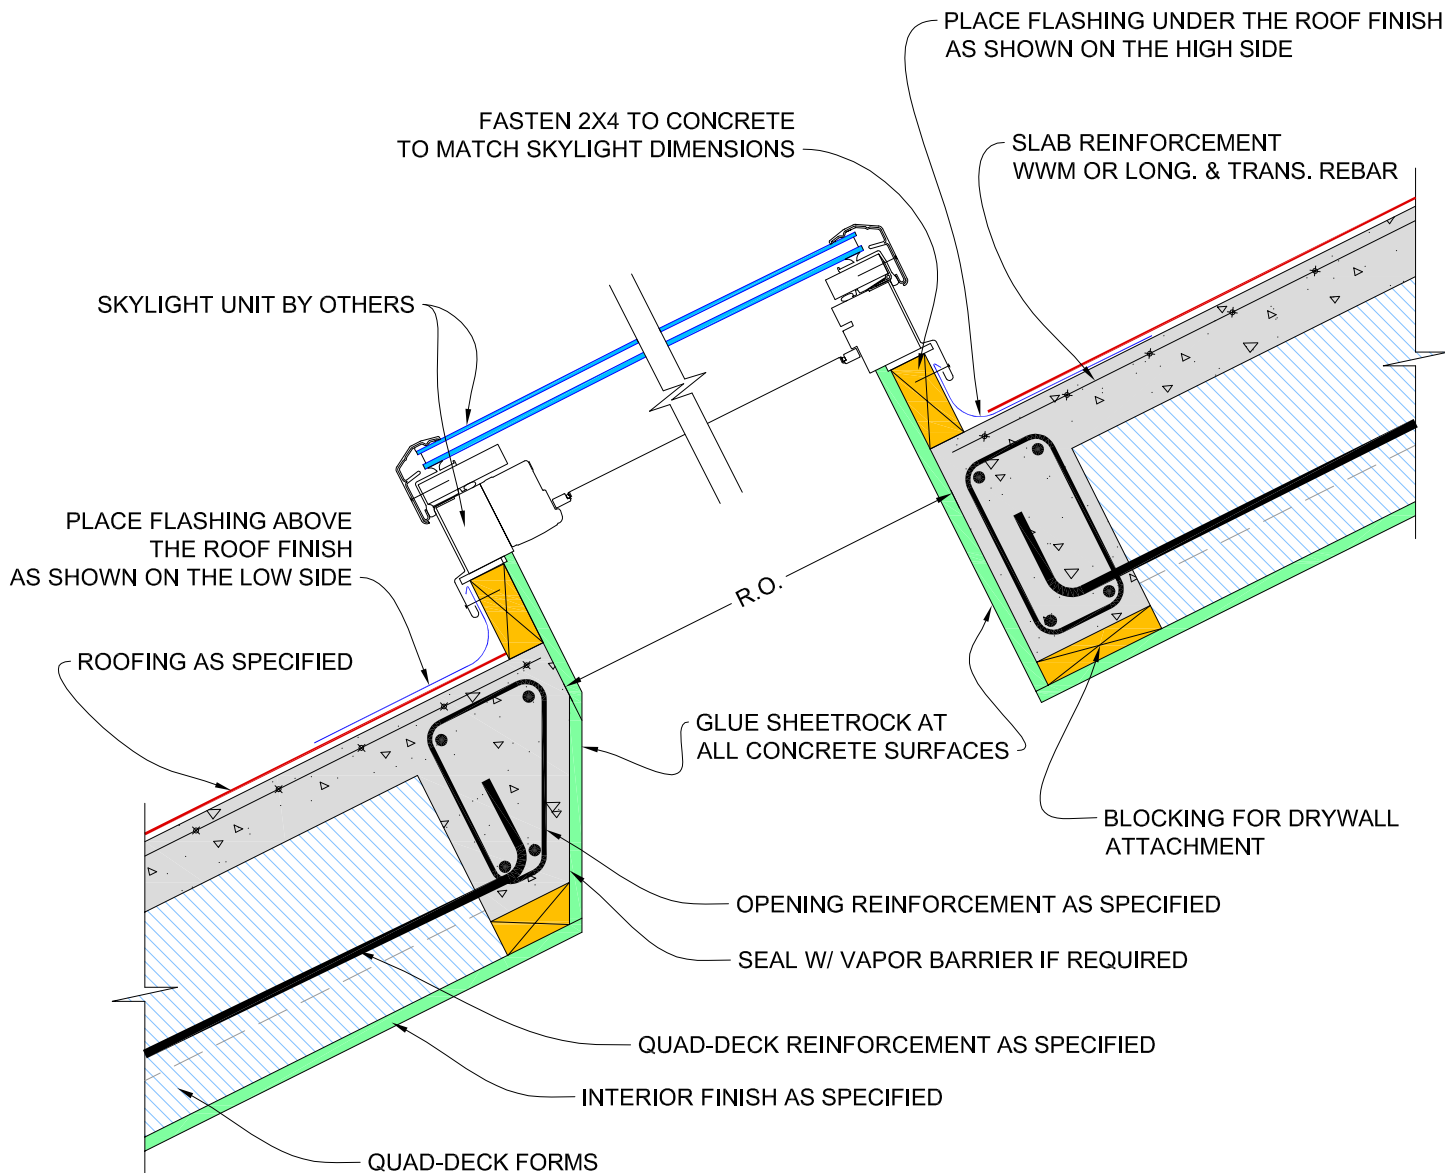 PLACE FLASHING UNDER THE ROOF FINISH
AS SHOWN ON THE HIGH SIDE
FASTEN 2X4 TO CONCRETE
TO MATCH SKYLIGHT DIMENSIONS
SLAB REINFORCEMENT
WWM OR LONG. & TRANS. REBAR
SKYLIGHT UNIT BY OTHERS
PLACE FLASHING ABOVE
THE ROOF FINISH
AS SHOWN ON THE LOW SIDE
R.O.
ROOFING AS SPECIFIED
GLUE SHEETROCK AT
ALL CONCRETE SURFACES
BLOCKING FOR DRYWALL
ATTACHMENT
OPENING REINFORCEMENT AS SPECIFIED
SEAL W/ VAPOR BARRIER IF REQUIRED
QUAD-DECK REINFORCEMENT AS SPECIFIED
INTERIOR FINISH AS SPECIFIED
QUAD-DECK FORMS